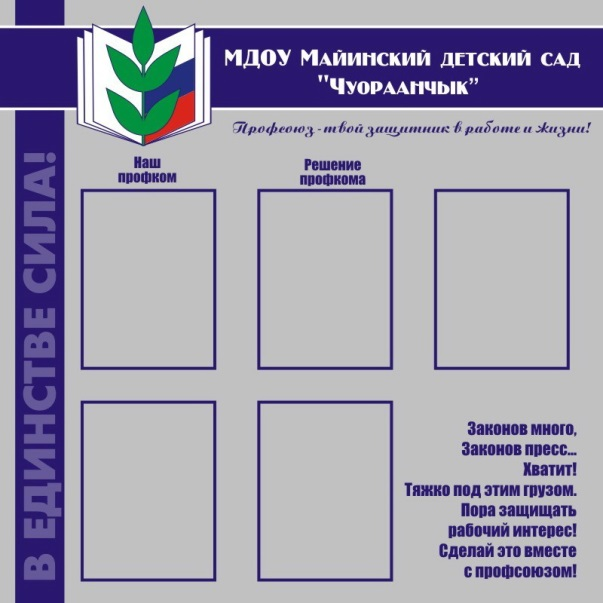 МДОУ Майинский детский сад
"Чуораанчык”
Профсоюз - твой защитник в работе и жизни!
В ЕДИНСТВЕ СИЛА!
Наш
профком
Решение
профкома
Законов много,
Законов пресс...
Хватит!
Тяжко под этим грузом.
Пора защищать
рабочий интерес!
Сделай это вместе
с профсоюзом!